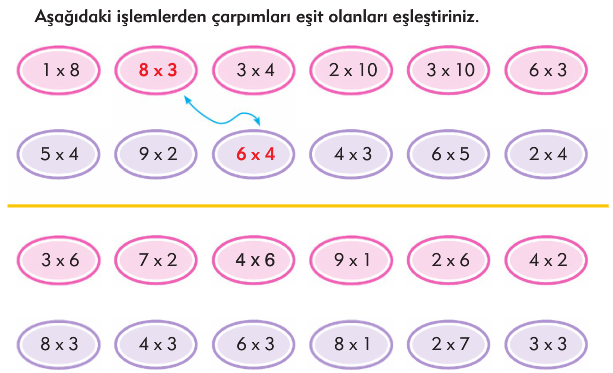 Aşağıdaki işlemlerden çarpımları eşit olanları eşleştiriniz.
1 x 8 8 x 3 3 x 4 2 x 10 3 x 10 6 x 3
5 x 4 9 x 2 6 x 4 4 x 3 6 x 5 2 x 4
3 x 6 7 x 2 4 x 6 9 x 1 2 x 6 4 x 2
8 x 3 4 x 3 6 x 3 8 x 1 2 x 7 3 x 3